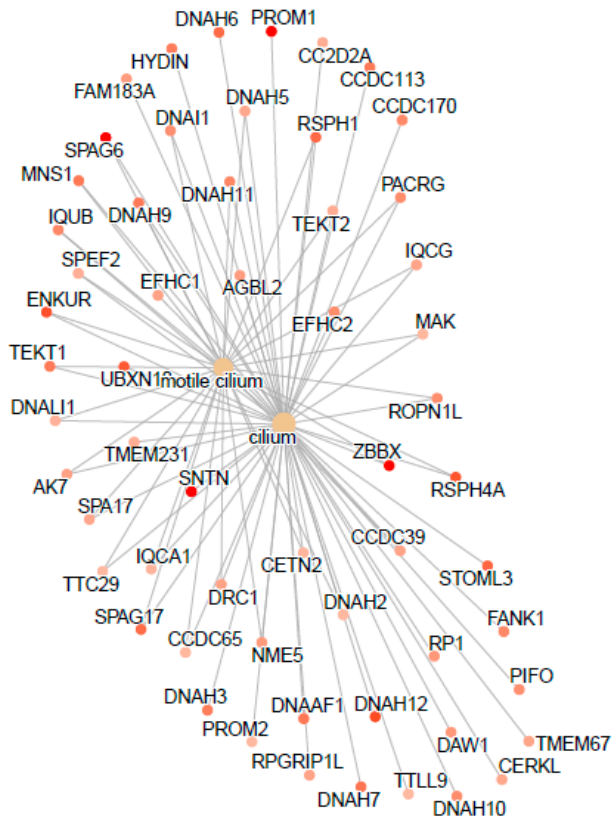 DNAH6
PROM1
HYDIN
CC2D2A
CCDC113
FAM183A
DNAH5
CCDC170
DNAI1
RSPH1
SPAG6
MNS1
DNAH11
PACRG
DNAH9
IQUB
TEKT2
SPEF2
IQCG
EFHC1
AGBL2
ENKUR
EFHC2
MAK
TEKT1
motile cilium
DNALI1
ROPN1L
cilium
TMEM231
ZBBX
AK7
SNTN
RSPH4A
SPA17
CCDC39
IQCA1
CETN2
STOML3
TTC29
DRC1
DNAH2
SPAG17
FANK1
CCDC65
NME5
RP1
PIFO
DNAH3
DNAAF1
DNAH12
PROM2
DAW1
TMEM67
RPGRIP1L
CERKL
DNAH7
TTLL9
DNAH10